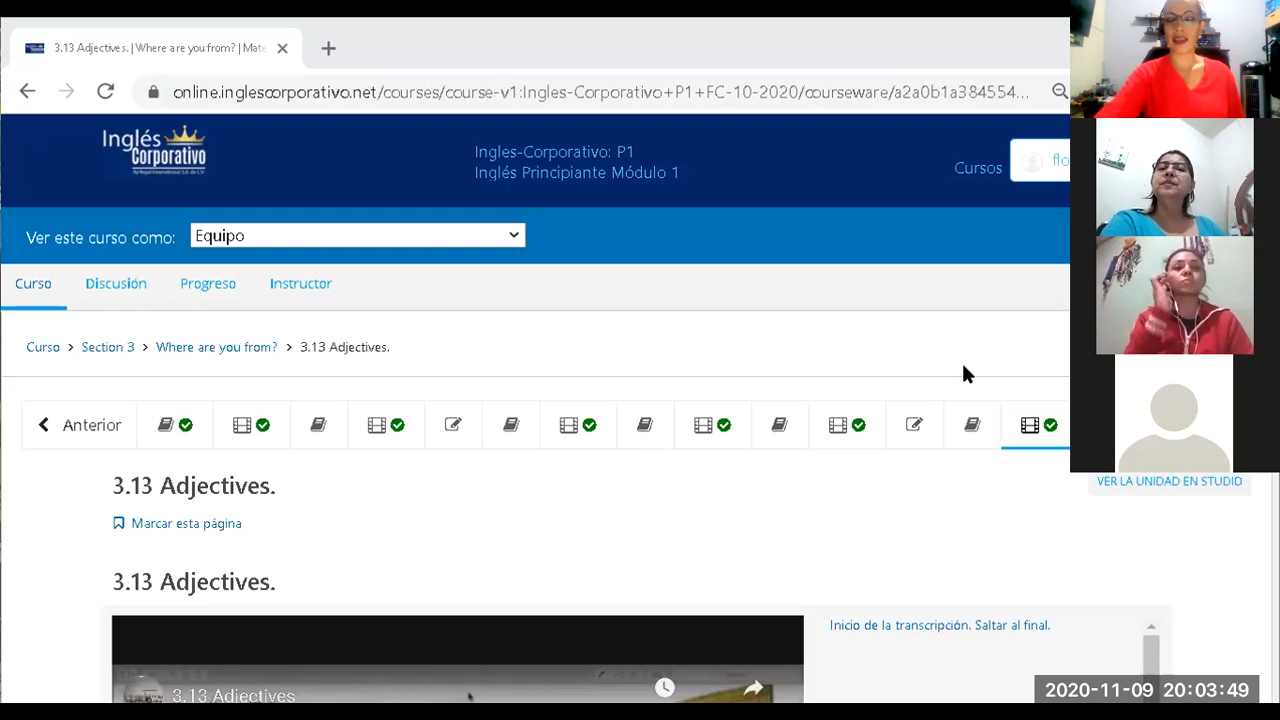 3.13 Adjectives. | Where are you from? | Mate
online.inglescorporativo.net/courses/course-v1:Ingles-Corporativo+P1+FC-10-2020/courseware/a2a0b1a384554...
Inglés
Corporativo
Ingles-Corporativo: P1
Inglés Principiante Módulo 1
Cursos
flo
Ver este curso como:
Equipo
Curso
Discusión
Progreso
Instructor
Curso > Section 3 > Where are you from? > 3.13 Adjectives.
Anterior
3.13 Adjectives.
VER LA UNIDAD EN STUDIO
Marcar esta página
3.13 Adjectives.
Inicio de la transcripción. Saltar al final.
3.13 Adjectives
2020-11-09 20:03:49